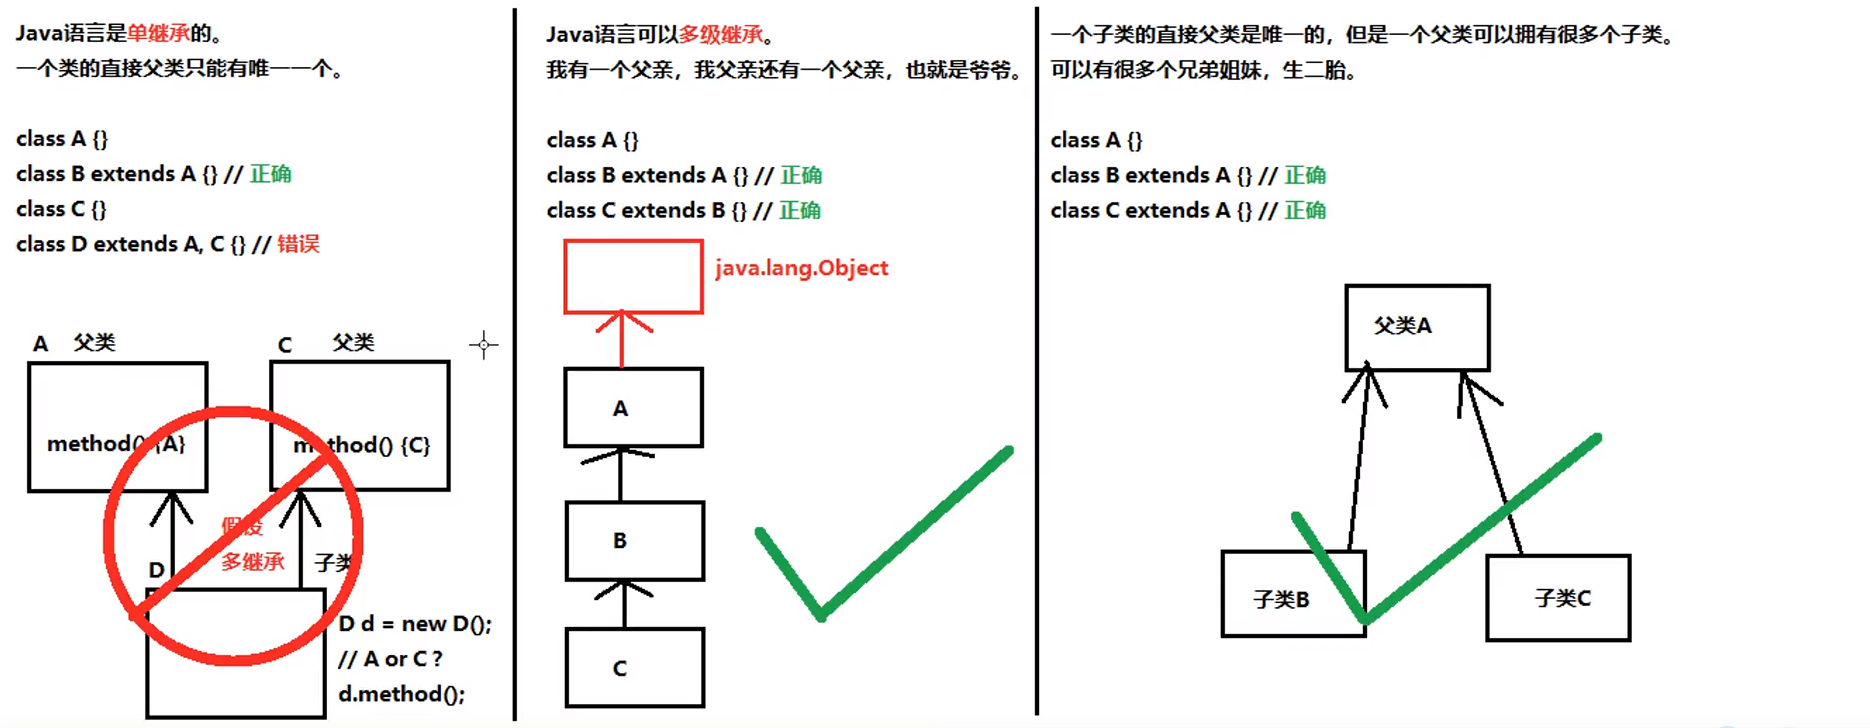 Java语言是单继承的。
一个类的直接父类只能有唯一一个。
class A {}
class B extends A {} // 正确
class C {}
class D extends A, C {} // 错误
A 父类
C 父类
method() {A}
method() {C}
假设
多继承
D
子类
D d = new D();
// A or C ?
d.method();
Java语言可以多级继承。
我有一个父亲，我父亲还有一个父亲，也就是爷爷。
class A {}
class B extends A {} // 正确
class C extends B {} // 正确
java.lang.Object
A
B
C
一个子类的直接父类是唯一的，但是一个父类可以拥有很多个子类。
可以有很多个兄弟姐妹，生二胎。
class A {}
class B extends A {} // 正确
class C extends A {} // 正确
父类A
子类B
子类C